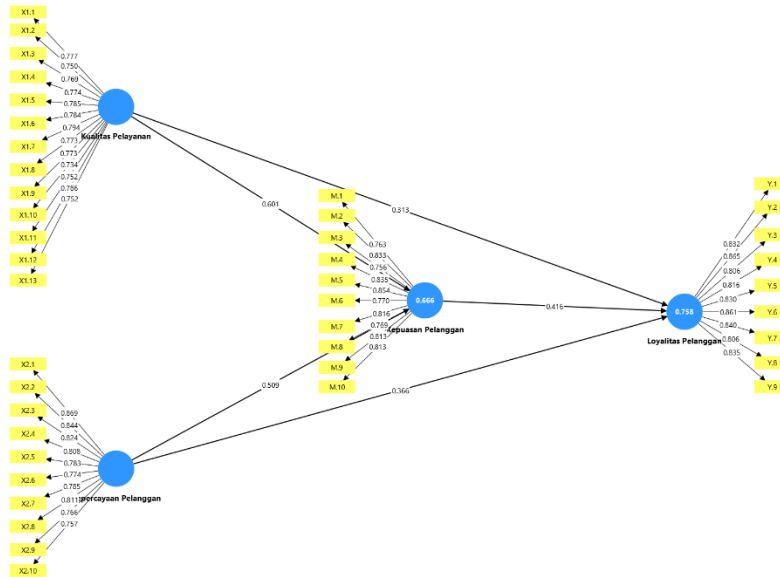 X1.1
X1.2
X1.3
X1.4
X1.5
X1.6
X1.7
X1.8
X1.9
X1.10
X1.11
X1.12
X1.13
0.777
0.750
0.769
0.774
0.785
0.784
0.794
0.773
0.773
0.734
0.752
0.786
0.752
Kualitas Pelayanan
0.601
0.313
M.1
M.2
M.3
M.4
M.5
M.6
M.7
M.8
M.9
M.10
0.763
0.833
0.756
0.835
0.854
0.770
0.816
0.789
0.813
0.813
0.666
epuasan Pelanggan
0.416
Y.1
Y.2
Y.3
Y.4
Y.5
Y.6
Y.7
Y.8
Y.9
0.832
0.865
0.806
0.816
0.830
0.861
0.840
0.806
0.835
0.758
Loyalitas Pelanggan
X2.1
X2.2
X2.3
X2.4
X2.5
X2.6
X2.7
X2.8
X2.9
X2.10
0.869
0.844
0.824
0.808
0.783
0.774
0.785
0.811
0.766
0.757
percayaan Pelanggan
0.509
0.366